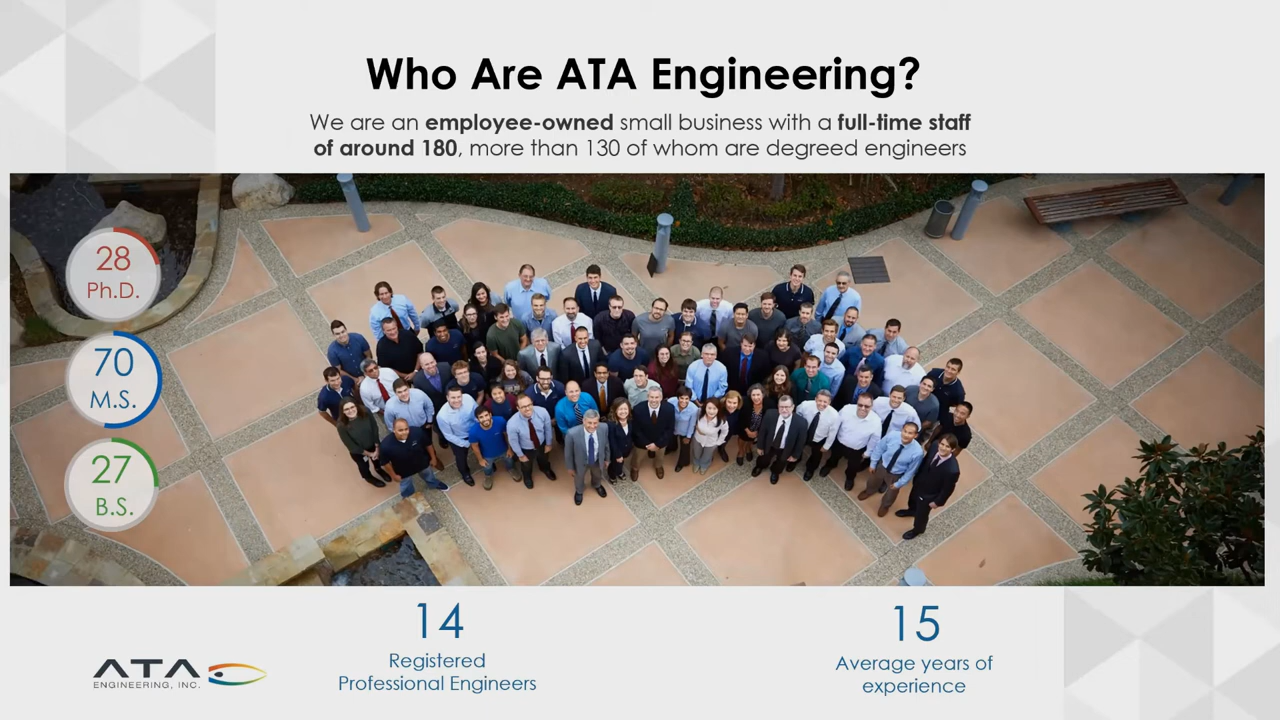 Who Are ATA Engineering?
We are an employee-owned small business with a full-time staff
of around 180, more than 130 of whom are degreed engineers
28
Ph.D.
70
M.S.
27
B.S.
14
Registered
Professional Engineers
15
Average years of
experience
ATA
ENGINEERING, INC.